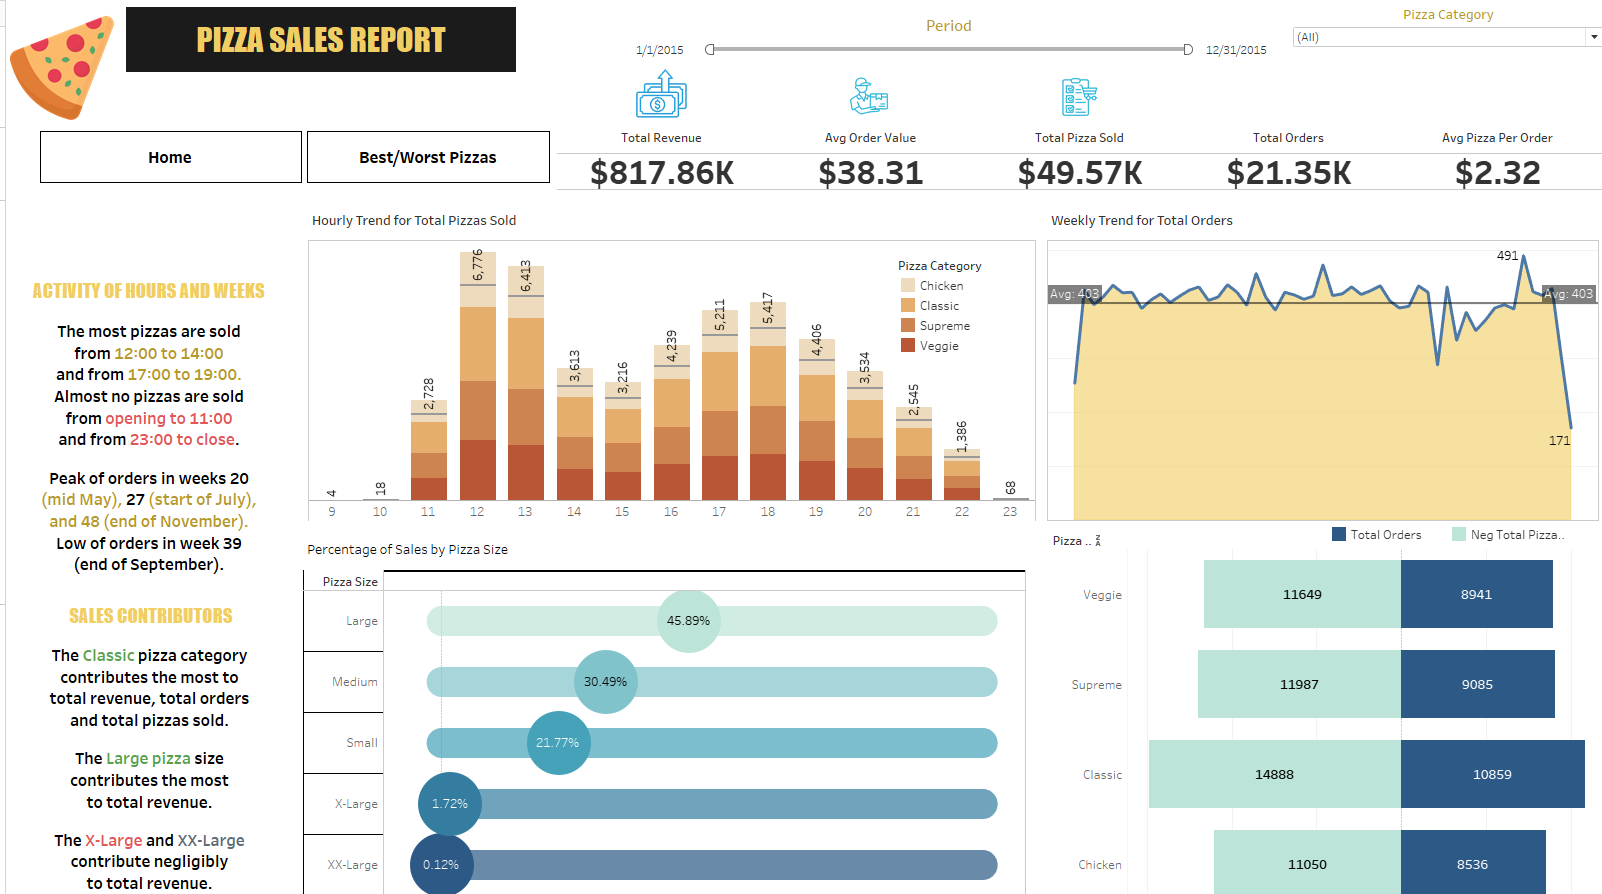 PIZZA SALES REPORT
Period
1/1/2015
12/31/2015
Pizza Category
(All)
Home
Best/Worst Pizzas
Total Revenue
$817.86K
Avg Order Value
$38.31
Total Pizza Sold
$49.57K
Total Orders
$21.35K
Avg Pizza Per Order
$2.32
ACTIVITY OF HOURS AND WEEKS
The most pizzas are sold
from 12:00 to 14:00
and from 17:00 to 19:00.
Almost no pizzas are sold
from opening to 11:00
and from 23:00 to close.
Peak of orders in weeks 20
(mid May), 27 (start of July),
and 48 (end of November).
Low of orders in week 39
(end of September).
SALES CONTRIBUTORS
The Classic pizza category
contributes the most to
total revenue, total orders
and total pizzas sold.
The Large pizza size
contributes the most
to total revenue.
The X-Large and XX-Large
contribute negligibly
to total revenue.
Hourly Trend for Total Pizzas Sold
Pizza Category
Chicken
Classic
Supreme
Veggie
4
18
2,728
6,776
6,413
3,613
3,216
4,239
5,211
5,417
4,406
3,534
2,545
1,386
68
9 10 11 12 13 14 15 16 17 18 19 20 21 22 23
Weekly Trend for Total Orders
491
Avg: 403
Avg: 403
171
Percentage of Sales by Pizza Size
Pizza Size
Large
45.89%
Medium
30.49%
Small
21.77%
X-Large
1.72%
XX-Large
0.12%
Pizza ..
Total Orders
Neg Total Pizza..
Veggie
11649
8941
Supreme
11987
9085
Classic
14888
10859
Chicken
11050
8536